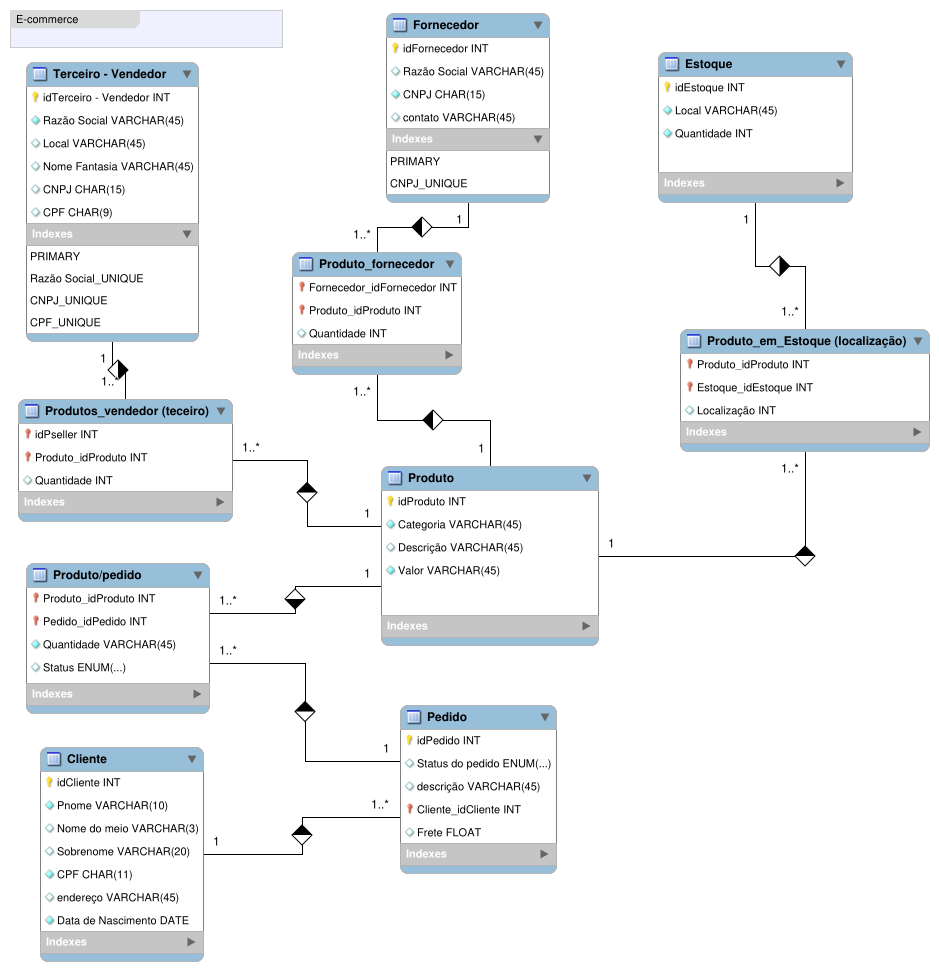 E-commerce
Terceiro - Vendedor
idTerceiro - Vendedor INT
Razão Social VARCHAR(45)
Local VARCHAR(45)
Nome Fantasia VARCHAR(45)
CNPJ CHAR(15)
CPF CHAR(9)
Indexes
PRIMARY
Razão Social_UNIQUE
CNPJ_UNIQUE
CPF_UNIQUE
1
1..*
Fornecedor
idFornecedor INT
Razão Social VARCHAR(45)
CNPJ CHAR(15)
contato VARCHAR(45)
Indexes
PRIMARY
CNPJ_UNIQUE
1
1..*
Estoque
idEstoque INT
Local VARCHAR(45)
Quantidade INT
Indexes
1
1..*
Produto_fornecedor
Fornecedor_idFornecedor INT
Produto_idProduto INT
Quantidade INT
Indexes
1..*
1
Produto_em_Estoque (localização)
Produto_idProduto INT
Estoque_idEstoque INT
Localização INT
Indexes
1..*
1
Produtos_vendedor (teceiro)
idPseller INT
Produto_idProduto INT
Quantidade INT
Indexes
1..*
1
Produto
idProduto INT
Categoria VARCHAR(45)
Descrição VARCHAR(45)
Valor VARCHAR(45)
Indexes
Produto/pedido
Produto_idProduto INT
Pedido_idPedido INT
Quantidade VARCHAR(45)
Status ENUM(...)
Indexes
1..*
1
1..*
1
Pedido
idPedido INT
Status do pedido ENUM(...)
descrição VARCHAR(45)
Cliente_idCliente INT
Frete FLOAT
Indexes
1..*
1
Cliente
idCliente INT
Pnome VARCHAR(10)
Nome do meio VARCHAR(3)
Sobrenome VARCHAR(20)
CPF CHAR(11)
endereço VARCHAR(45)
Data de Nascimento DATE
Indexes